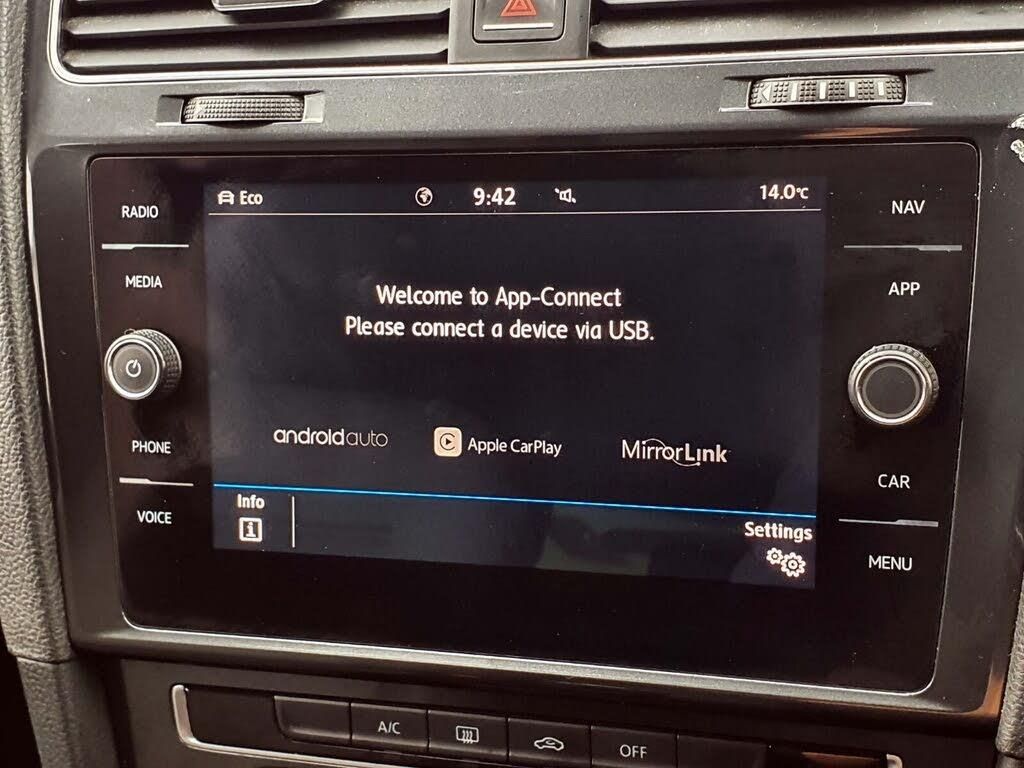 Eco
9:42
14.0°C
RADIO
MEDIA
PHONE
VOICE
NAV
APP
CAR
MENU
Welcome to App-Connect
Please connect a device via USB.
androidauto
Apple CarPlay
MirrorLink
Info
i
Settings
A/C
OFF